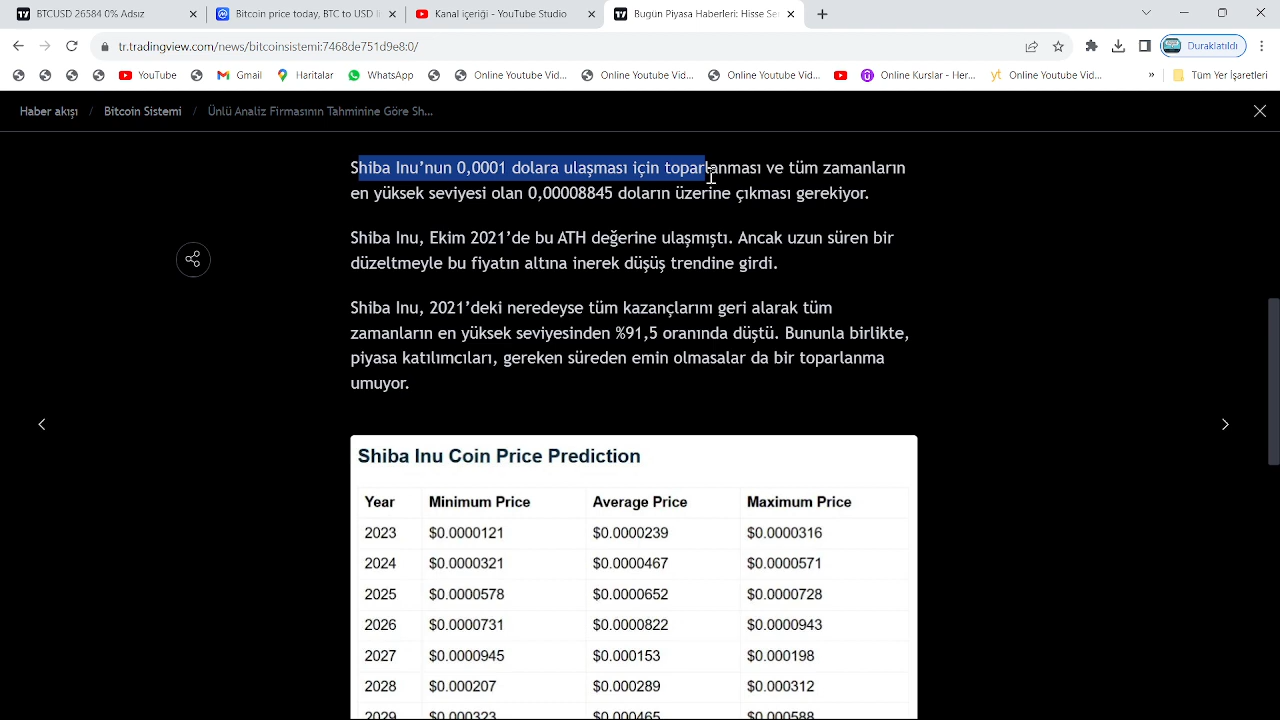 BTCUSD 26584 0% Adsız
Bitcoin price today, BTC to USD li
Kanal içeriği - YouTube Studio
Bugün Piyasa Haberleri: Hisse Sen
tr.tradingview.com/news/bitcoinsistemi:7468de751d9e8:0/
Duraklatıldı
YouTube
Gmail
Haritalar
WhatsApp
Online Youtube Vid...
Online Youtube Vid...
Online Youtube Vid...
Online Kurslar - Her...
yt Online Youtube Vid...
»
Tüm Yer İşaretleri
Haber akışı / Bitcoin Sistemi / Ünlü Analiz Firmasının Tahminine Göre Sh...
Shiba Inu’nun 0,0001 dolara ulaşması için toparlanması ve tüm zamanların
en yüksek seviyesi olan 0,00008845 doların üzerine çıkması gerekiyor.
Shiba Inu, Ekim 2021’de bu ATH değerine ulaşmıştı. Ancak uzun süren bir
düzeltmeyle bu fiyatın altına inerek düşüş trendine girdi.
Shiba Inu, 2021’deki neredeyse tüm kazançlarını geri alarak tüm
zamanların en yüksek seviyesinden %91,5 oranında düştü. Bununla birlikte,
piyasa katılımcıları, gereken süreden emin olmasalar da bir toparlanma
umuyor.
Shiba Inu Coin Price Prediction
Year Minimum Price Average Price Maximum Price
2023 $0.0000121 $0.0000239 $0.0000316
2024 $0.0000321 $0.0000467 $0.0000571
2025 $0.0000578 $0.0000652 $0.0000728
2026 $0.0000731 $0.0000822 $0.0000943
2027 $0.0000945 $0.000153 $0.000198
2028 $0.000207 $0.000289 $0.000312
2029 $0.000323 $0.000465 $0.000588